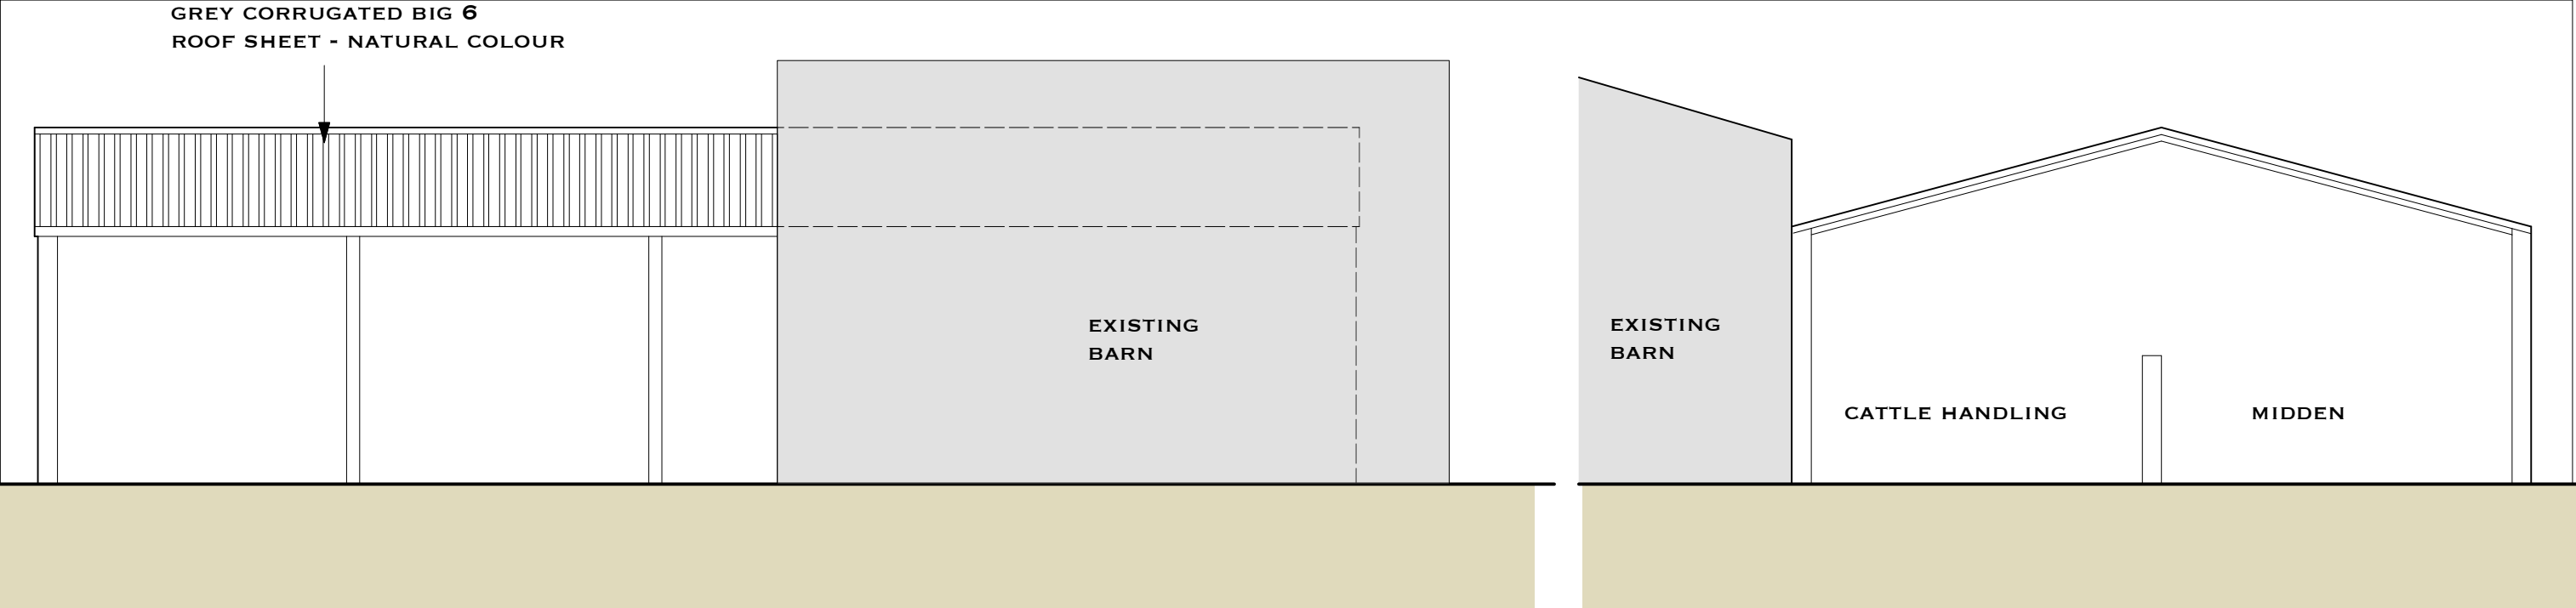 GREY CORRUGATED BIG 6
ROOF SHEET - NATURAL COLOUR
EXISTING
BARN
EXISTING
BARN
CATTLE HANDLING
MIDDEN